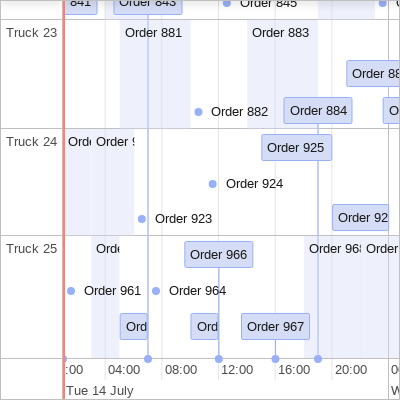 841 Order 843 Order 845
Truck 23 Order 881 Order 883
Order 88
Order 882 Order 884
Truck 24 Orde Order 9 Order 925
Order 924
Order 923 Order 92
Truck 25 Orde Order 966 Order 968 Order
Order 961 Order 964
Ord Ord Order 967
:00 04:00 08:00 12:00 16:00 20:00
Tue 14 July